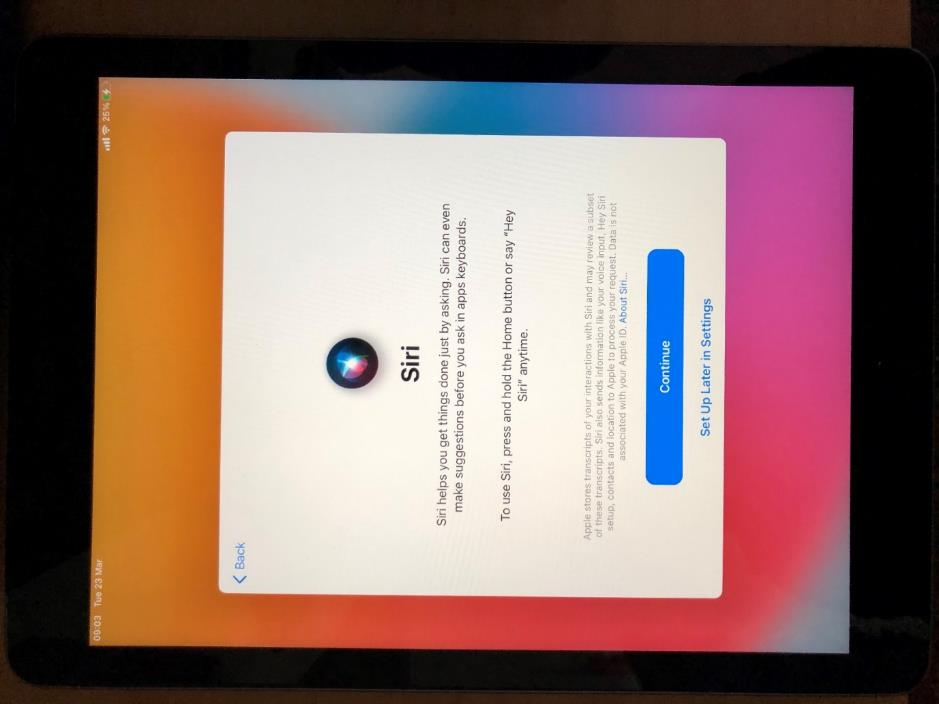 09:03 Tue 23 Mar
25%
Back
Siri
Siri helps you get things done just by asking. Siri can even
make suggestions before you ask in apps keyboards.
To use Siri, press and hold the Home button or say “Hey
Siri” anytime.
Apple stores transcripts of your interactions with Siri and may review a subset
of these transcripts. Siri also sends information like your voice input, Hey Siri
setup, contacts and location to Apple to process your request. Data is not
associated with your Apple ID. About Siri...
Continue
Set Up Later in Settings